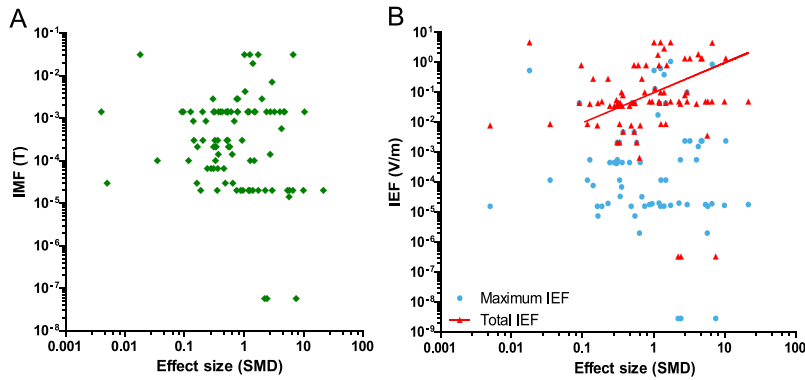 A
IMF (T)
10⁻¹
10⁻²
10⁻³
10⁻⁴
10⁻⁵
10⁻⁶
10⁻⁷
10⁻⁸
0.001 0.01 0.1 1 10 100
Effect size (SMD)
B
IEF (V/m)
10¹
10⁰
10⁻¹
10⁻²
10⁻³
10⁻⁴
10⁻⁵
10⁻⁶
10⁻⁷
10⁻⁸
10⁻⁹
Maximum IEF
Total IEF
0.001 0.01 0.1 1 10 100
Effect size (SMD)